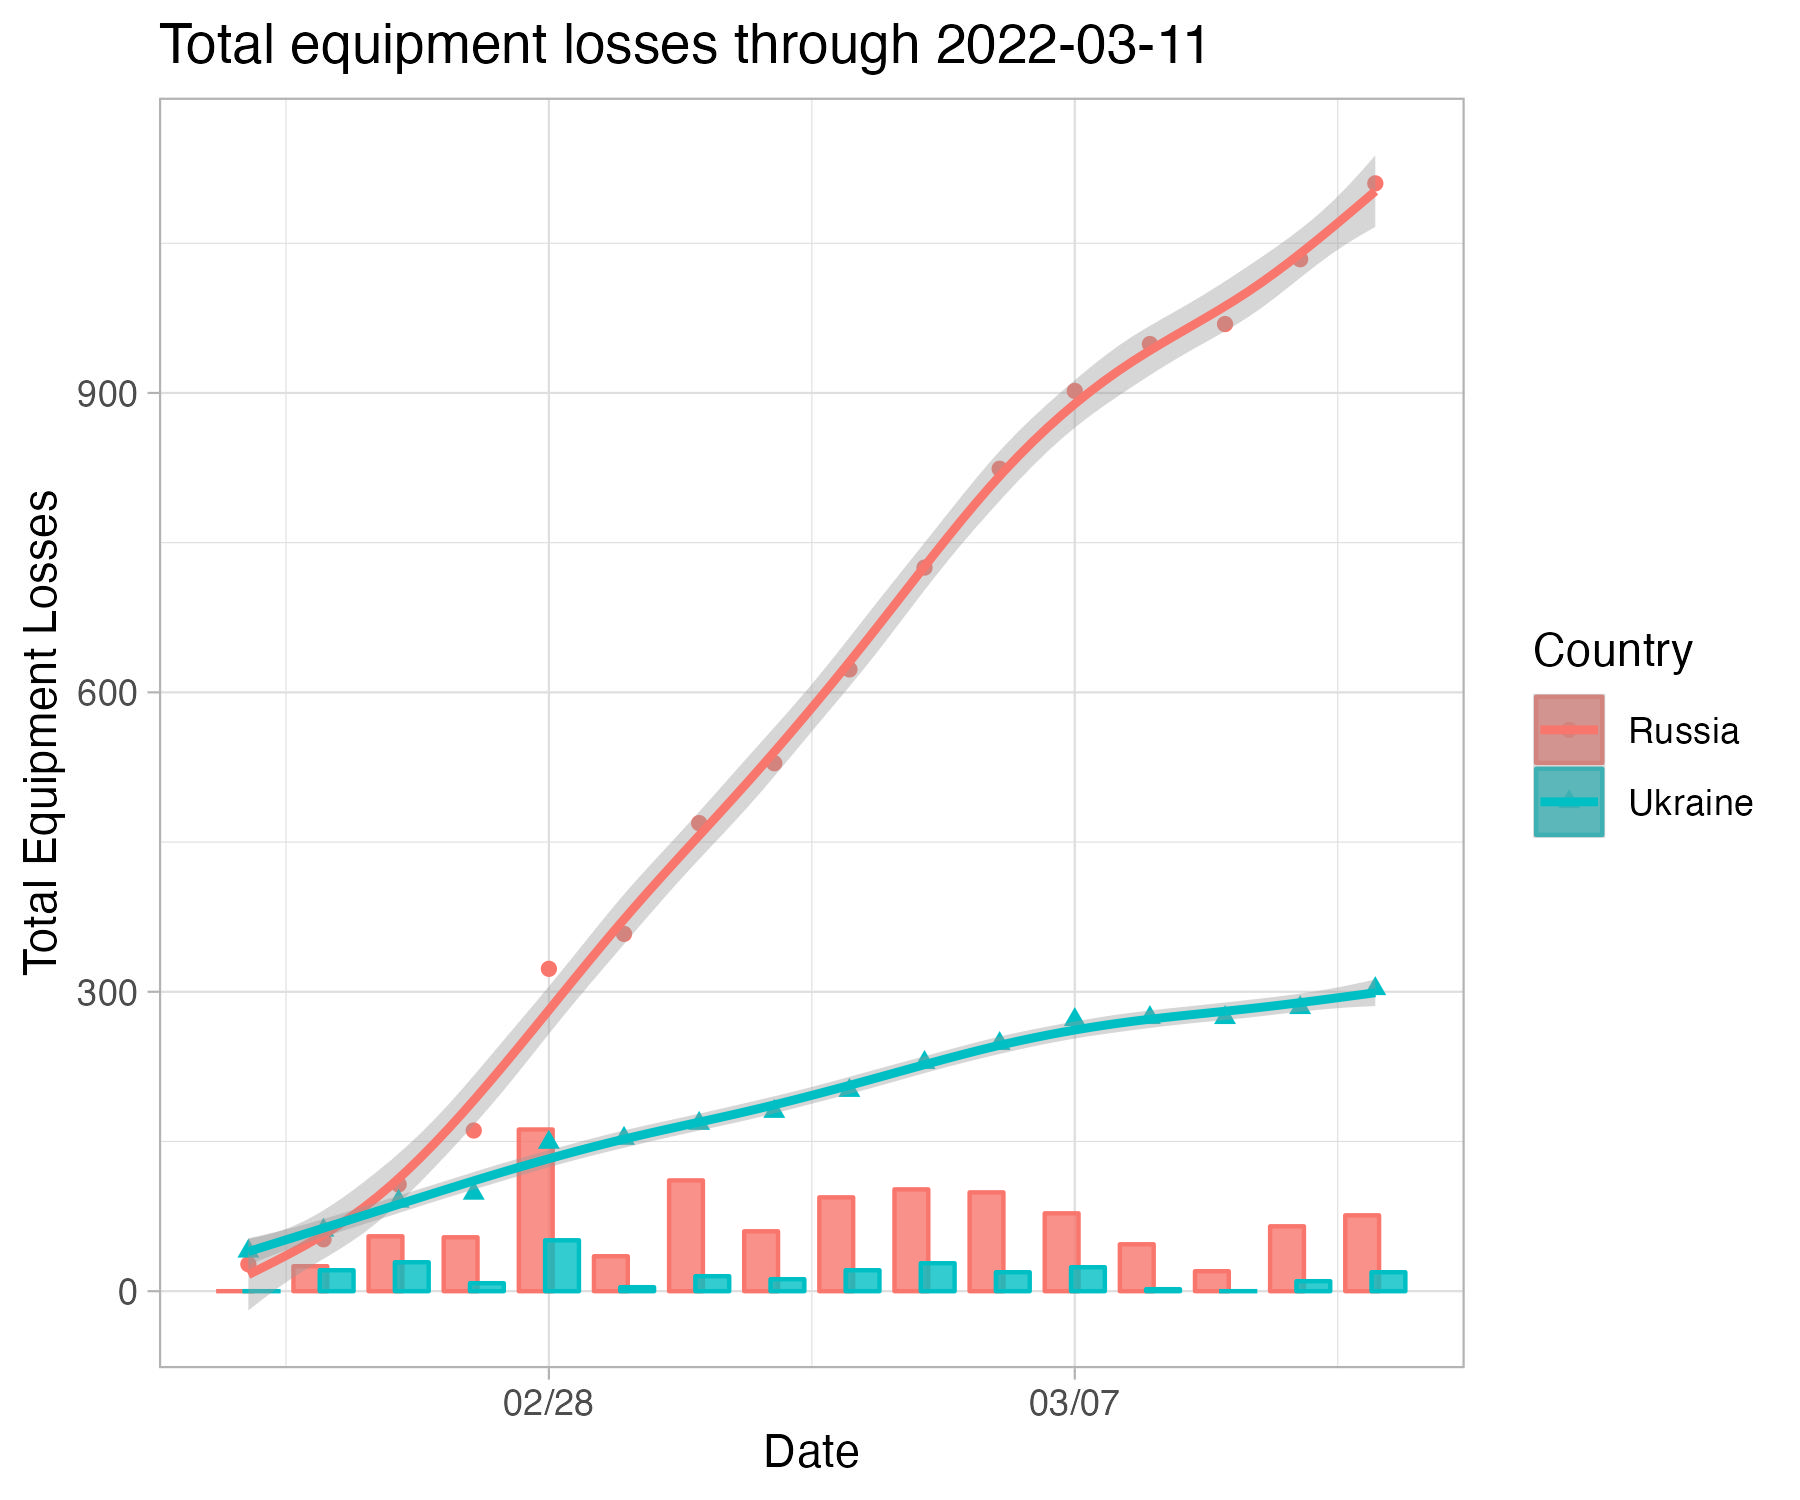 Total equipment losses through 2022-03-11
Total Equipment Losses
900
600
300
0
02/28
03/07
Date
Country
Russia
Ukraine